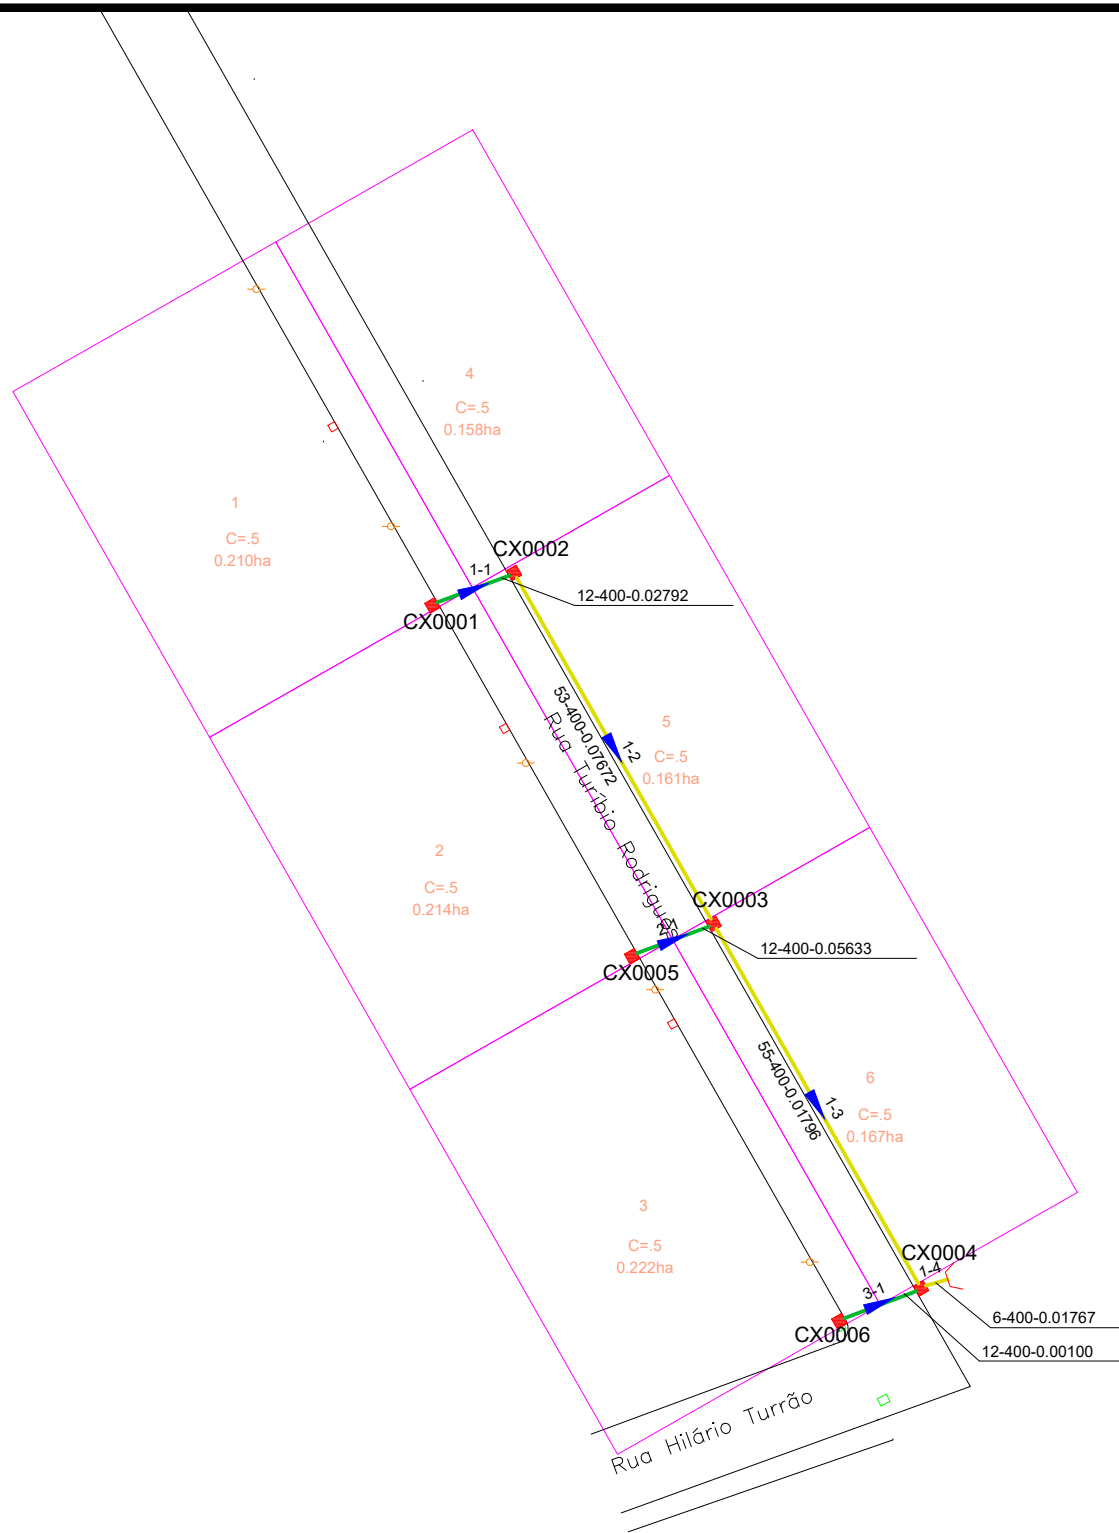 4
C=.5
0.158ha
1
C=.5
0.210ha
CX0002
1-1
12-400-0.02792
CX0001
53-400-0.07672
Rua Turíbio Rodrigues
1-2
5
C=.5
0.161ha
2
C=.5
0.214ha
CX0003
12-400-0.05633
CX0005
55-400-0.01796
1-3
6
C=.5
0.167ha
3
C=.5
0.222ha
CX0004
1-4
3-1
6-400-0.01767
CX0006
12-400-0.00100
Rua Hilário Turrão